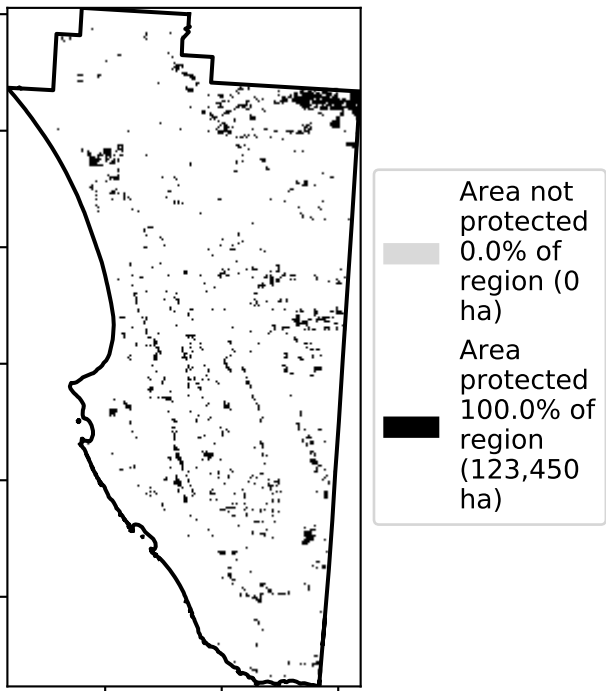 Area not
protected
0.0% of
region (0
ha)
Area
protected
100.0% of
region
(123,450
ha)